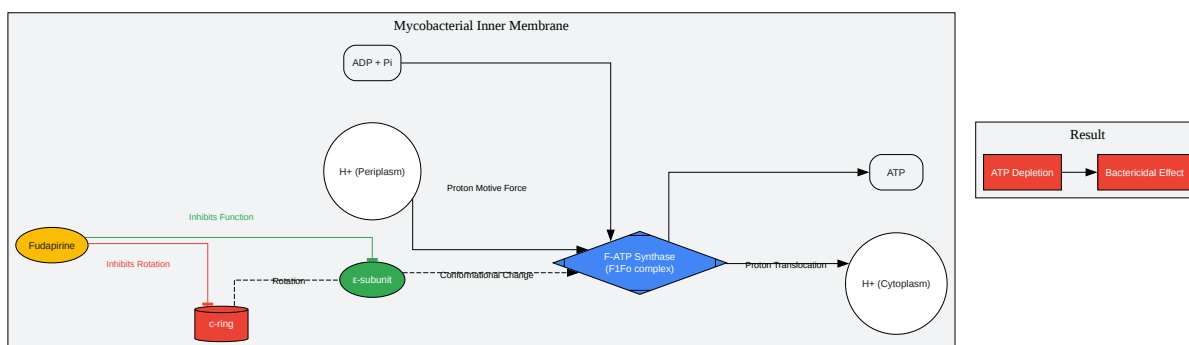 Mycobacterial Inner Membrane
ADP + Pi
H+ (Periplasm)
Proton Motive Force
ATP
Result
ATP Depletion
Bactericidal Effect
Inhibits Function
Fudapirine
Inhibits Rotation
F-ATP Synthase
(F1Fo complex)
Proton Translocation
H+ (Cytoplasm)
Rotation
ε-subunit
Conformational Change
c-ring